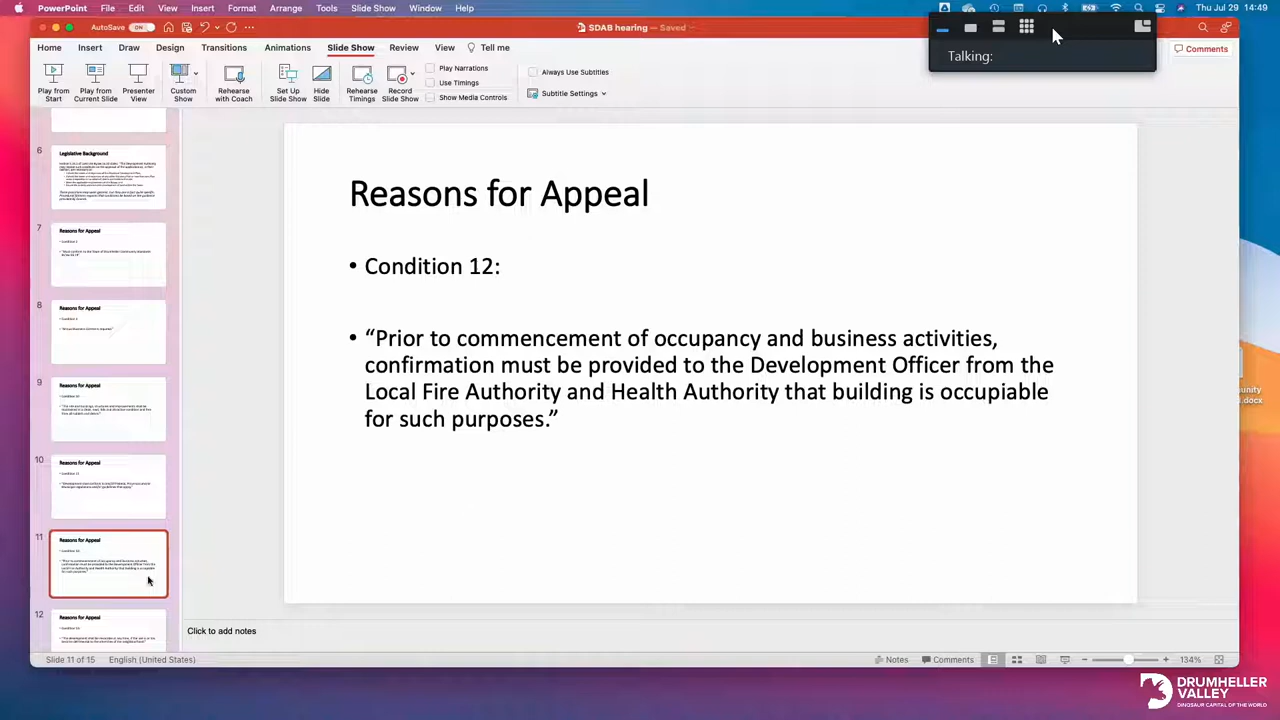 PowerPoint File Edit View Insert Format Arrange Tools Slide Show Window Help
Thu Jul 29 14:49
AutoSave ON
SDAB hearing — Saved
Talking:
Home Insert Draw Design Transitions Animations Slide Show Review View Tell me
Comments
Play from Start
Play from Current Slide
Presenter View
Custom Show
Rehearse with Coach
Set Up Slide Show
Hide Slide
Rehearse Timings
Record Slide Show
Play Narrations
Use Timings
Show Media Controls
Always Use Subtitles
Subtitle Settings
6
Legislative Background
7
Reasons for Appeal
8
Reasons for Appeal
9
Reasons for Appeal
10
Reasons for Appeal
11
Reasons for Appeal
12
Reasons for Appeal
Reasons for Appeal
• Condition 12:
• “Prior to commencement of occupancy and business activities,
confirmation must be provided to the Development Officer from the
Local Fire Authority and Health Authority that building is occupiable
for such purposes.”
.docx
Click to add notes
Slide 11 of 15 English (United States)
Notes Comments 134%
DRUMHELLER
VALLEY
DINOSAUR CAPITAL OF THE WORLD